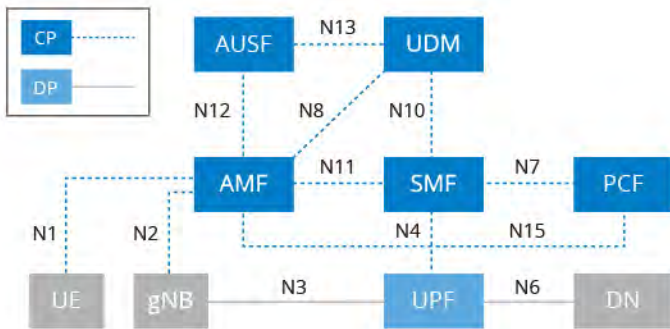 CP
DP
AUSF
N13
UDM
N12
N8
N10
AMF
N11
SMF
N7
PCF
N1
N2
N4
N15
UE
gNB
N3
UPF
N6
DN